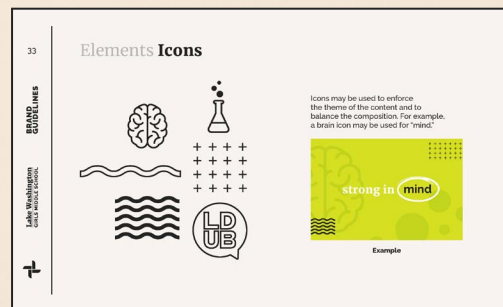 33
Elements Icons
BRAND
GUIDELINES
Lake Washington
GIRLS MIDDLE SCHOOL
LD
UB
Icons may be used to enforce
the theme of the content and to
balance the composition. For example,
a brain icon may be used for "mind."
strong in mind
Example